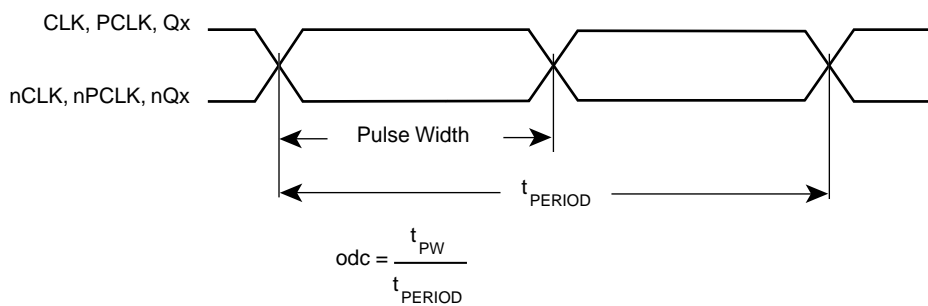 CLK, PCLK, Qx
nCLK, nPCLK, nQx
Pulse Width
tPERIOD
odc = tPW
tPERIOD